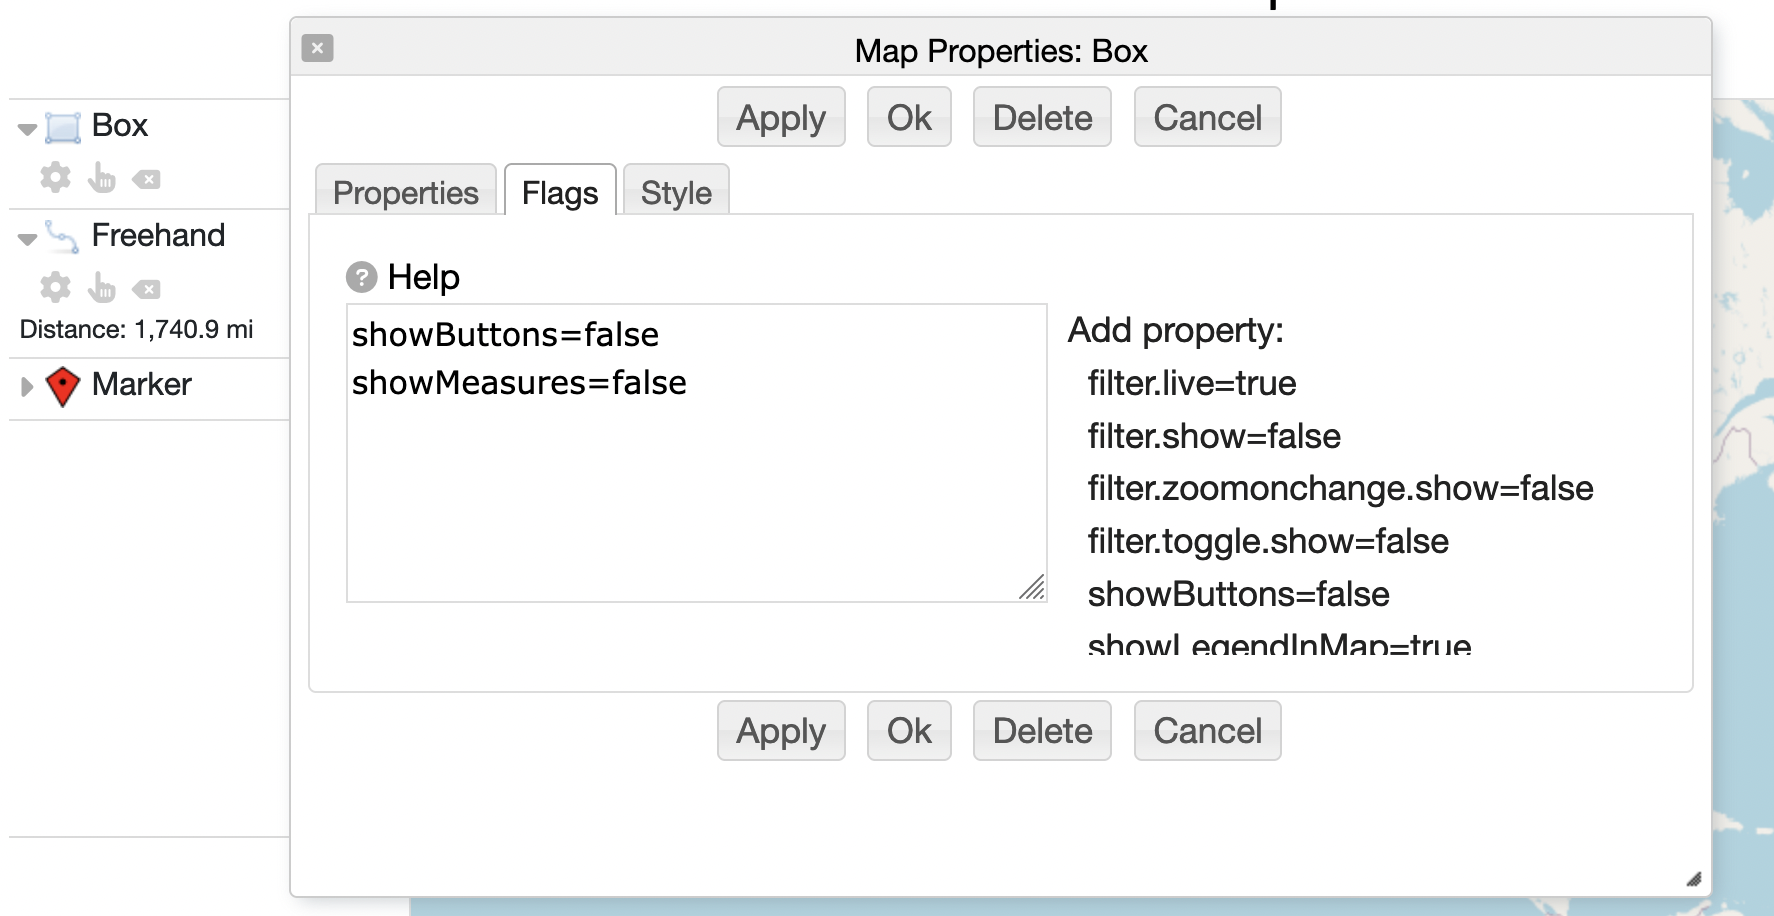 Map Properties: Box
Apply Ok Delete Cancel
Box
Properties Flags Style
Freehand
Help
Distance: 1,740.9 mi
showButtons=false
Add property:
showMeasures=false
filter.live=true
Marker
filter.show=false
filter.zoomonchange.show=false
filter.toggle.show=false
showButtons=false
showLegendInMap=true
Apply Ok Delete Cancel